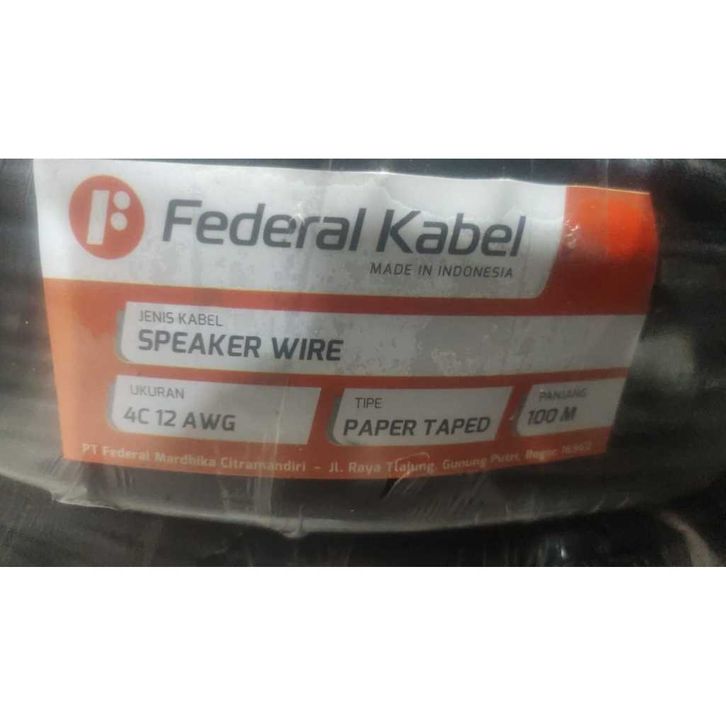 Federal Kabel
MADE IN INDONESIA
JENIS KABEL
SPEAKER WIRE
UKURAN
4C 12 AWG
TIPE
PAPER TAPED
PANJANG
100 M
PT Federal Mardhika Citramandiri - Jl. Raya Tlajung, Gunung Putri, Bogor